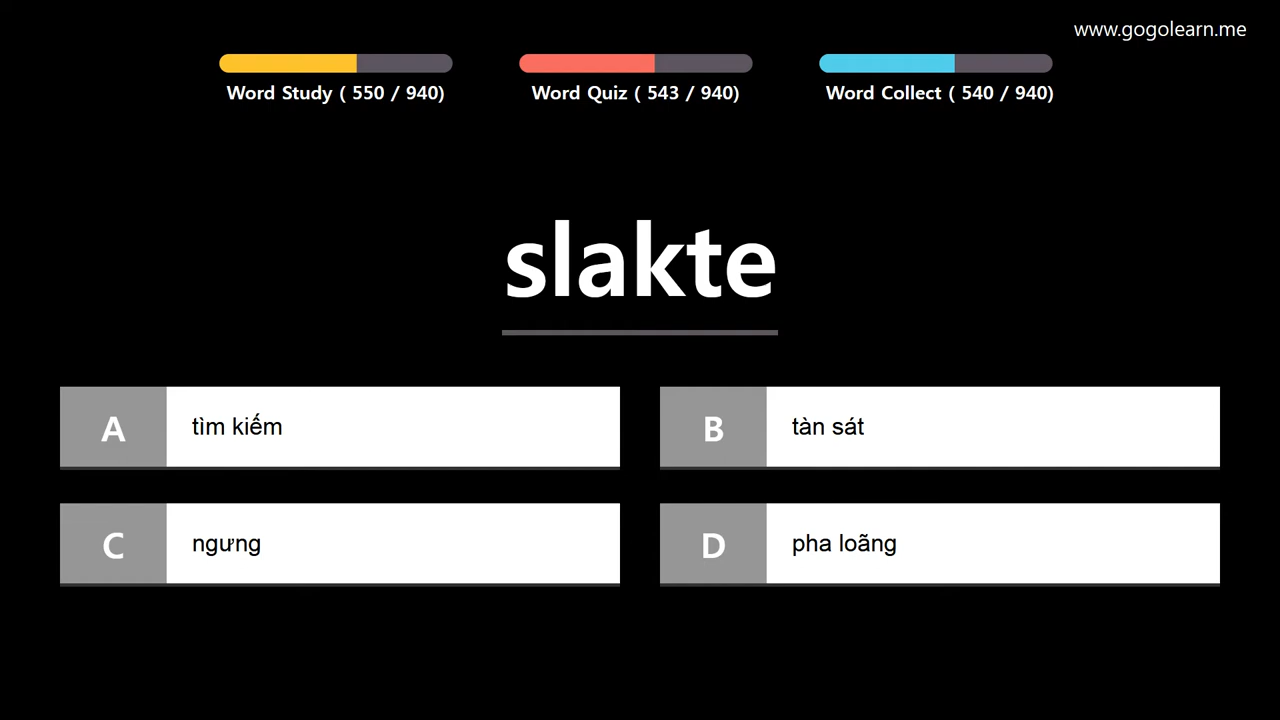 www.gogolearn.me
Word Study ( 550 / 940)
Word Quiz ( 543 / 940)
Word Collect ( 540 / 940)
slakte
A
tìm kiếm
B
tàn sát
C
ngưng
D
pha loãng